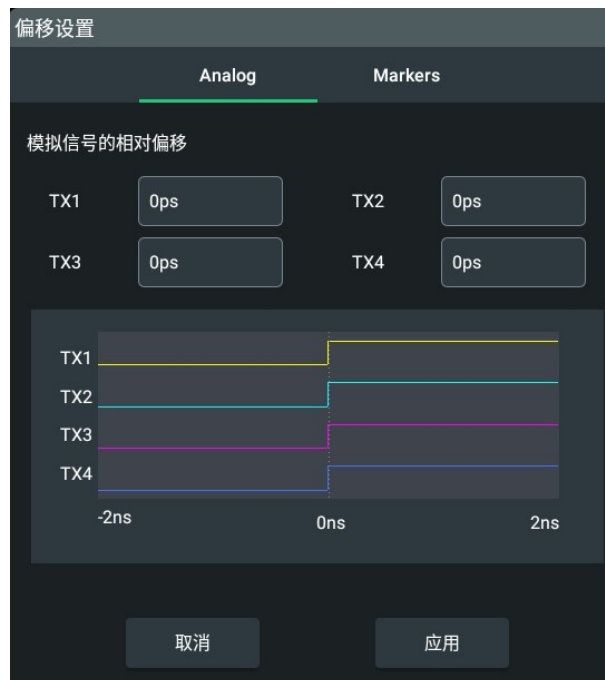 偏移设置
Analog Markers
模拟信号的相对偏移
TX1 0ps TX2 0ps
TX3 0ps TX4 0ps
TX1
TX2
TX3
TX4
-2ns 0ns 2ns
取消 应用